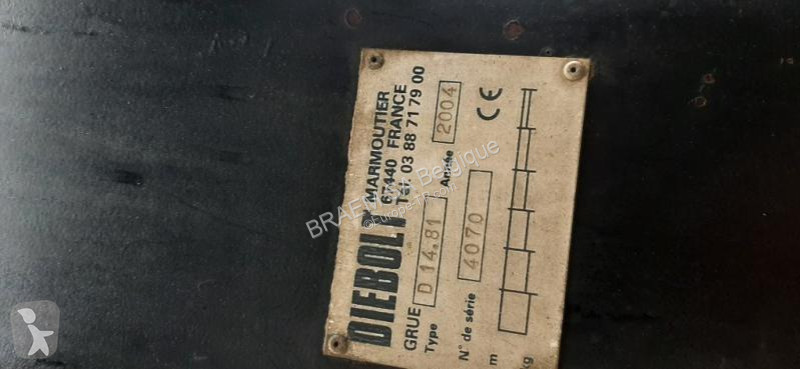 DIEBOLT
MARMOUTIER
67440 FRANCE
Tél. 03 88 71 79 00
GRUE
Type D 14.81 Année 2004
N° de série 4070 CE
m
kg
BRAEM Belgique